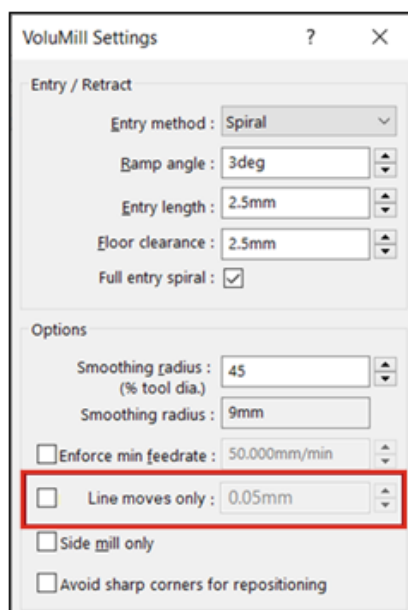 VoluMill Settings ? ×
Entry / Retract
Entry method : Spiral
Ramp angle : 3deg
Entry length : 2.5mm
Floor clearance : 2.5mm
Full entry spiral :
Options
Smoothing radius : 45
(% tool dia.)
Smoothing radius : 9mm
Enforce min feedrate : 50.000mm/min
Line moves only : 0.05mm
Side mill only
Avoid sharp corners for repositioning